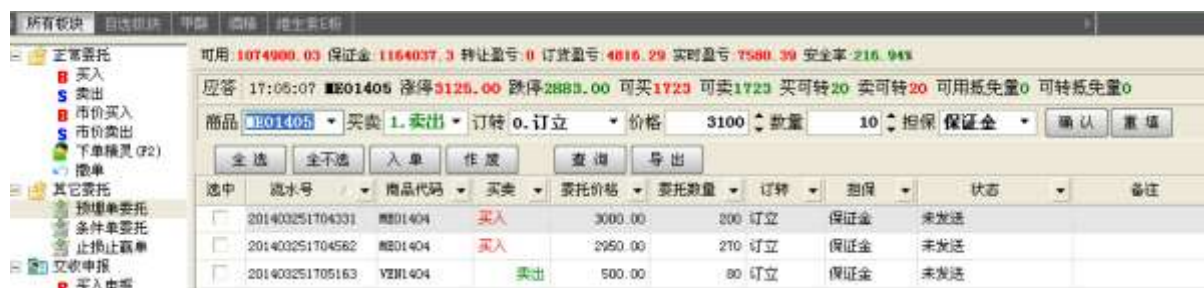 所有板块 自选板块 甲醇 维生素E粉
正常委托
B 买入
S 卖出
B 市价买入
S 市价卖出
下单精灵(F2)
撤单
其它委托
预埋单委托
条件单委托
止损止赢单
交收申报
B 买入申报
可用:1074980.03 保证金:1164037.3 转让盈亏:0 订货盈亏:4816.29 实时盈亏:7580.39 安全率:216.94%
应答 17:05:07 ME01405 涨停3125.00 跌停2883.00 可买1723 可卖1723 买可转20 卖可转20 可用抵免量0 可转抵免量0
商品 ME01405 买卖 1.卖出 订转 0.订立 价格 3100 数量 10 担保 保证金 确认 重填
全选 全不选 入单 作废 查询 导出
选中 流水号 商品代码 买卖 委托价格 委托数量 订转 担保 状态 备注
201403251704331 ME01404 买入 3000.00 200 订立 保证金 未发送
201403251704562 ME01404 买入 2950.00 270 订立 保证金 未发送
201403251705163 VEN1404 卖出 500.00 80 订立 保证金 未发送